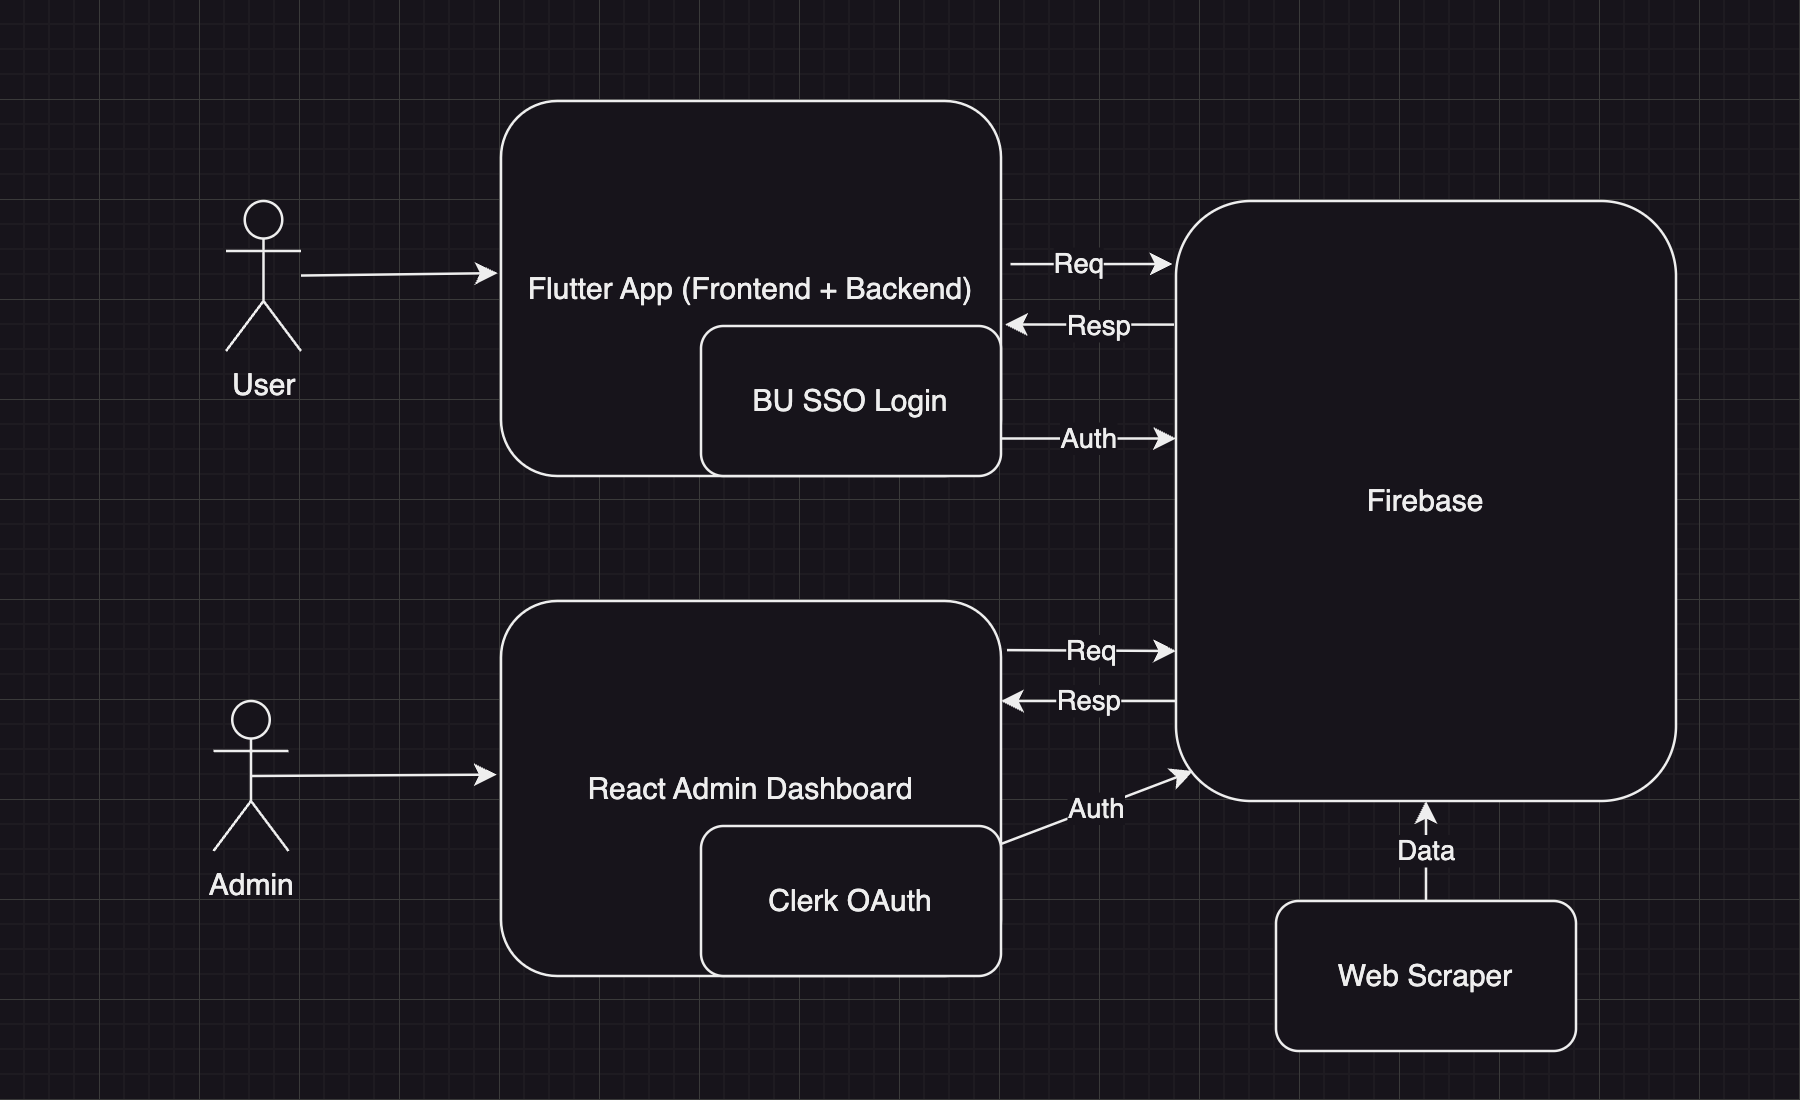 Flutter App (Frontend + Backend)
BU SSO Login
User
Req
Resp
Auth
Firebase
React Admin Dashboard
Clerk OAuth
Admin
Req
Resp
Auth
Data
Web Scraper